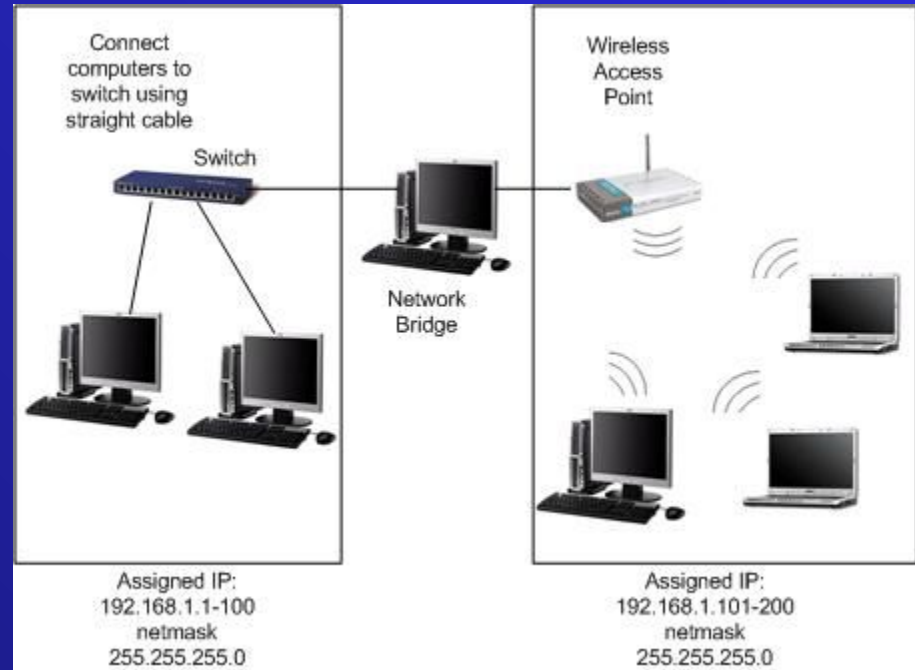 Connect
computers to
switch using
straight cable
Switch
Network
Bridge
Wireless
Access
Point
Assigned IP:
192.168.1.1-100
netmask
255.255.255.0
Assigned IP:
192.168.1.101-200
netmask
255.255.255.0